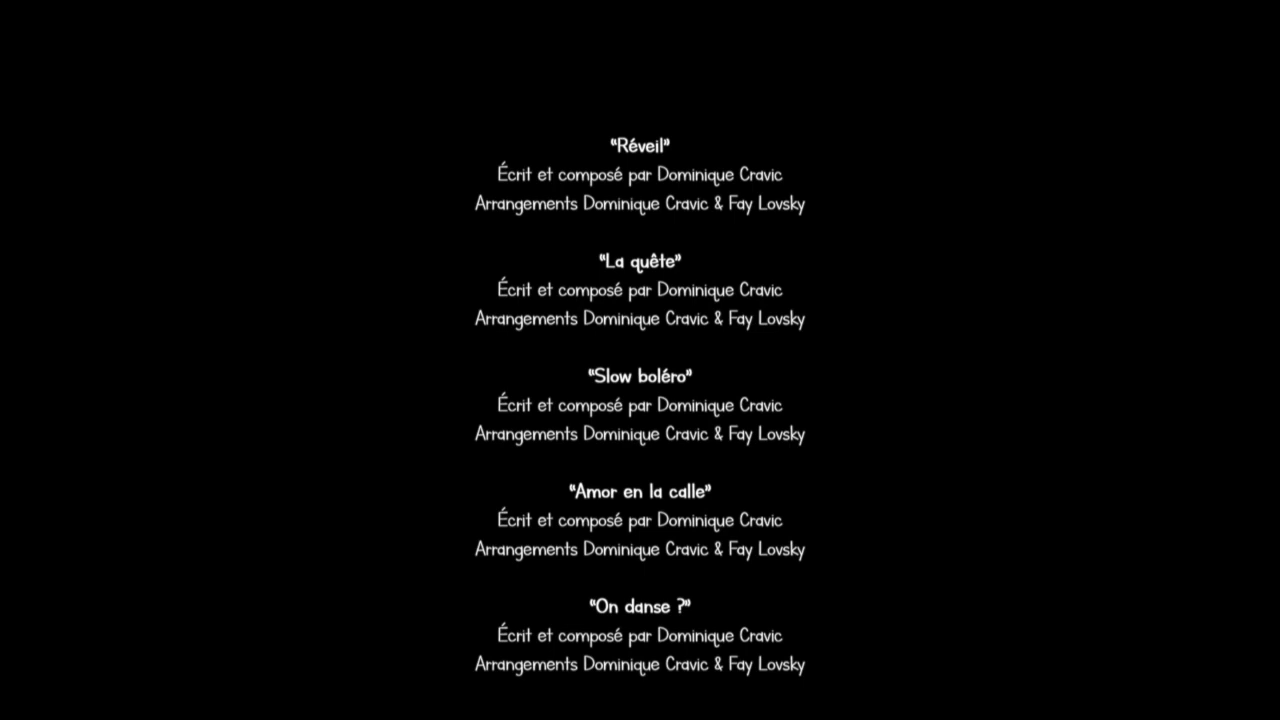 “Réveil”
Écrit et composé par Dominique Cravic
Arrangements Dominique Cravic & Fay Lovsky
“La quête”
Écrit et composé par Dominique Cravic
Arrangements Dominique Cravic & Fay Lovsky
“Slow boléro”
Écrit et composé par Dominique Cravic
Arrangements Dominique Cravic & Fay Lovsky
“Amor en la calle”
Écrit et composé par Dominique Cravic
Arrangements Dominique Cravic & Fay Lovsky
“On danse ?”
Écrit et composé par Dominique Cravic
Arrangements Dominique Cravic & Fay Lovsky